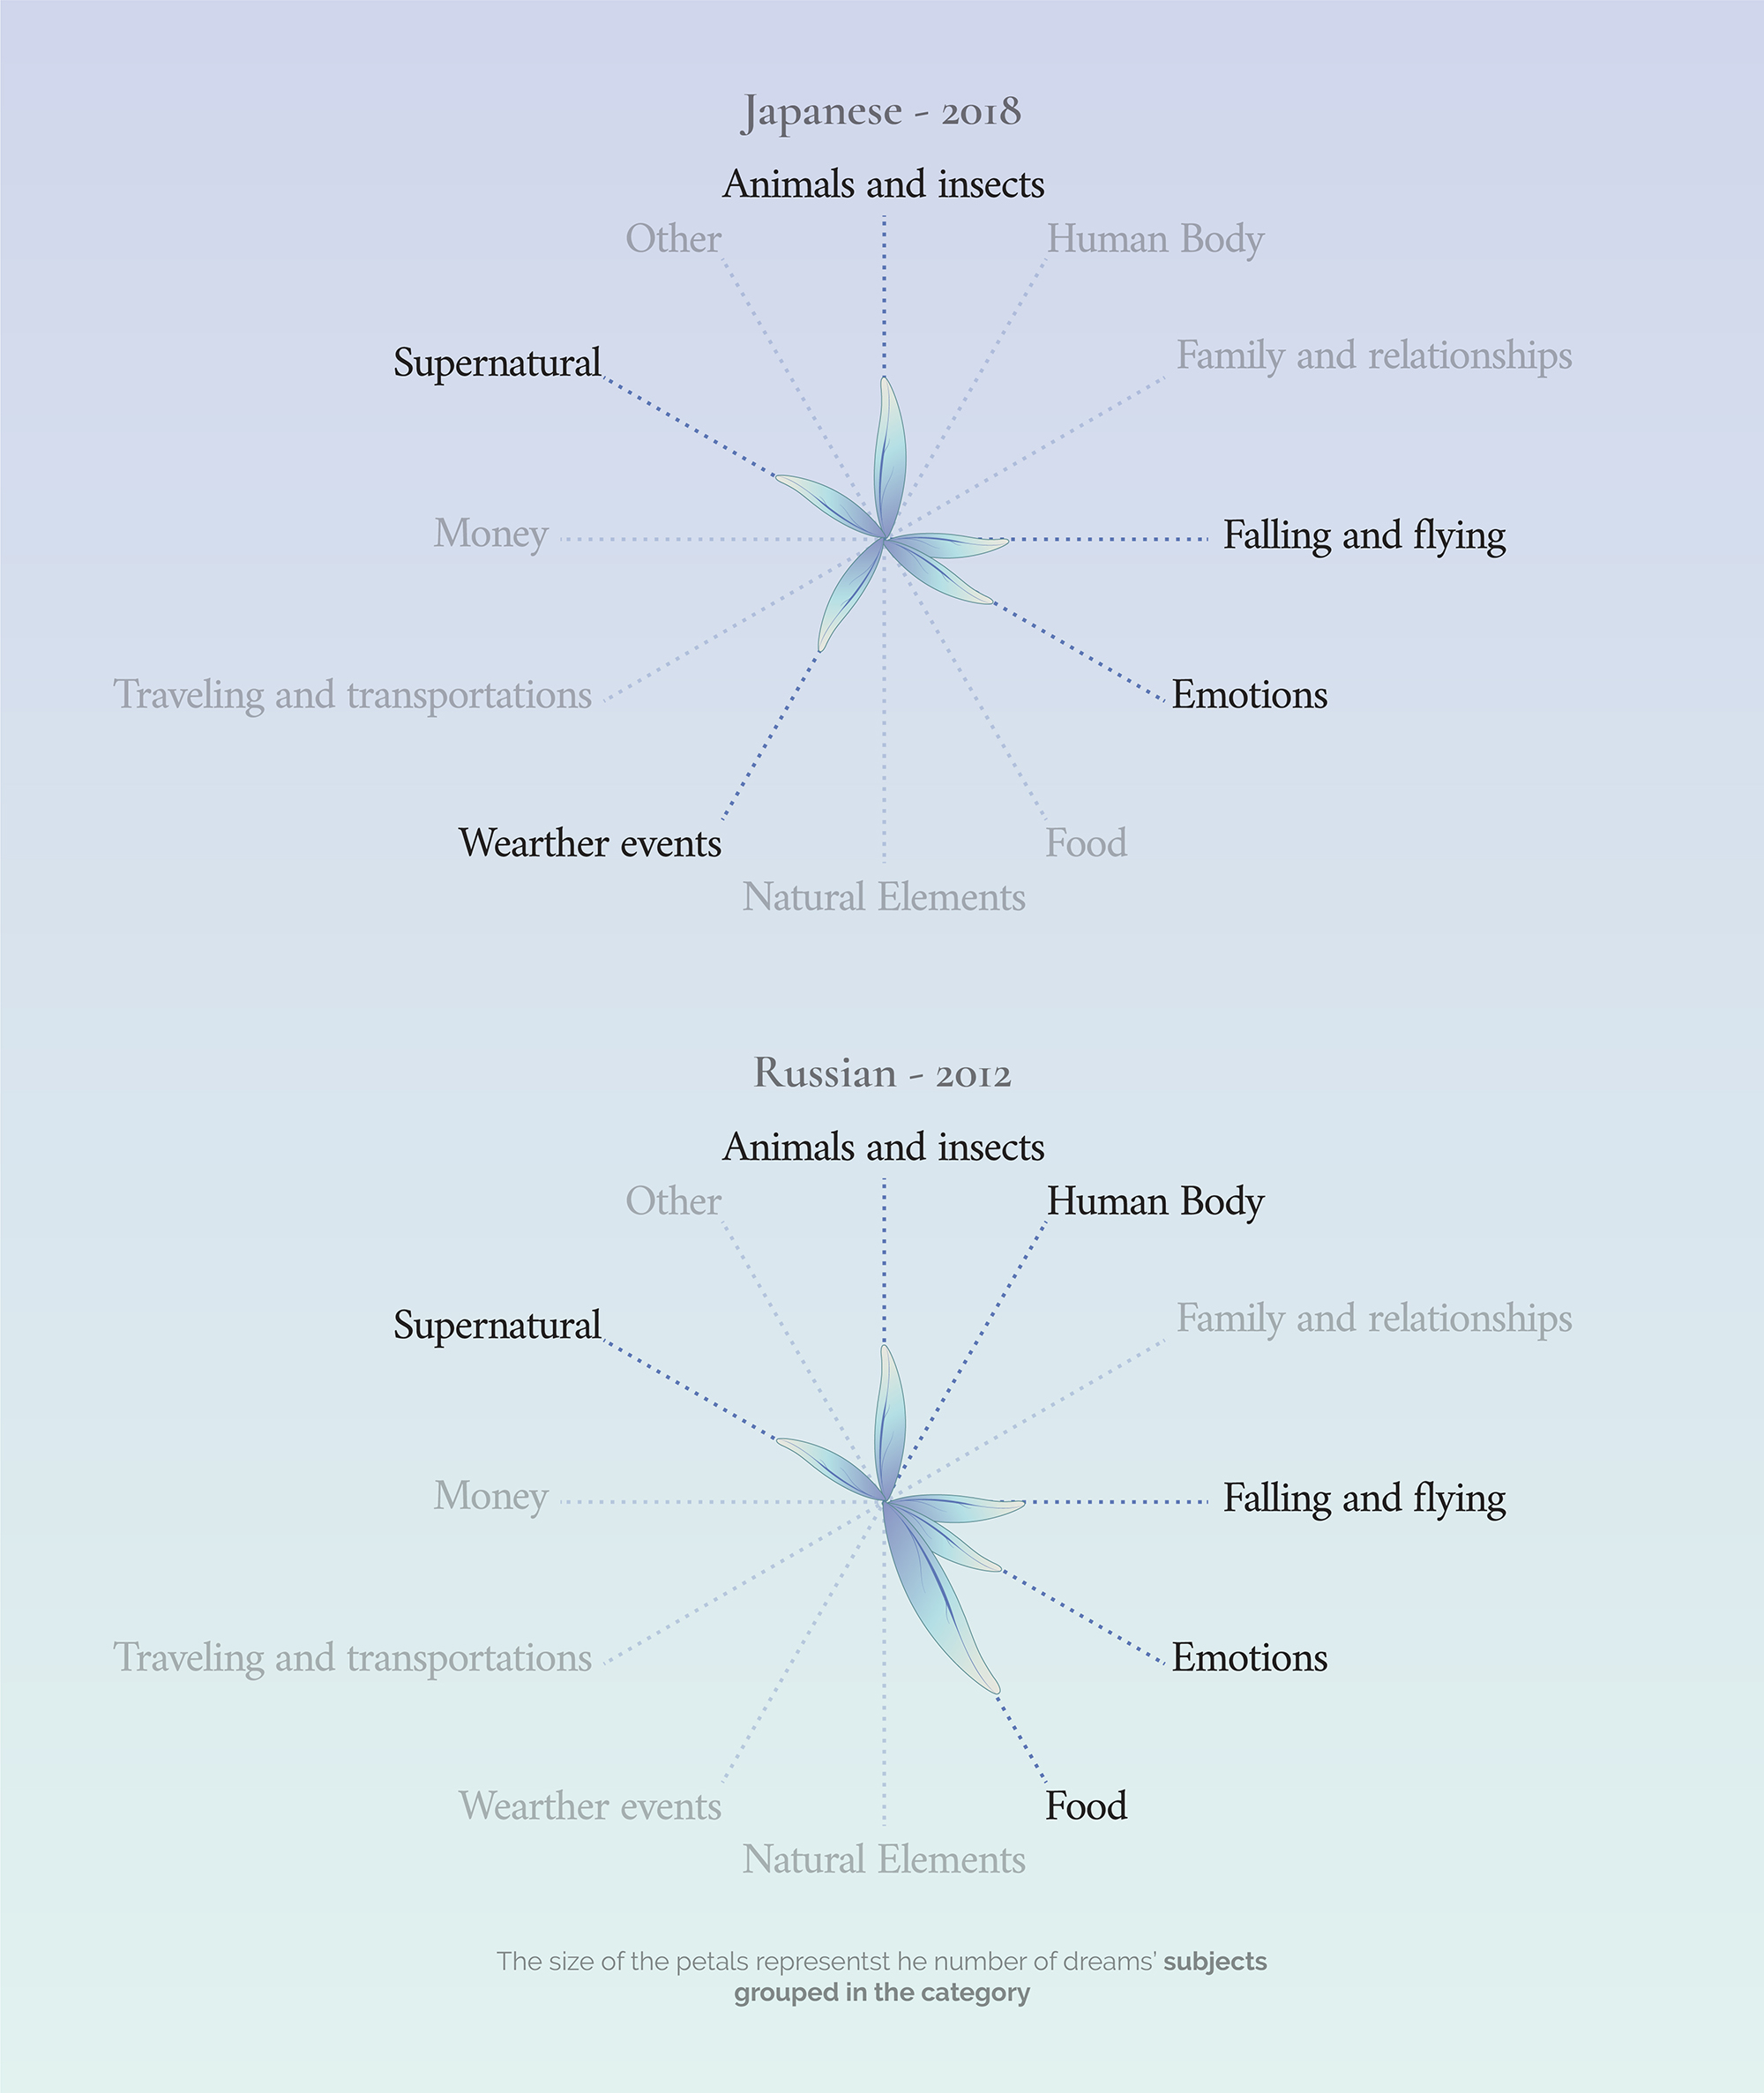 Japanese - 2018
Animals and insects
Other
Human Body
Family and relationships
Supernatural
Money
Falling and flying
Traveling and transportations
Emotions
Wearther events
Food
Natural Elements
Russian - 2012
Animals and insects
Other
Human Body
Family and relationships
Supernatural
Money
Falling and flying
Traveling and transportations
Emotions
Wearther events
Food
Natural Elements
The size of the petals representst he number of dreams’ subjects
grouped in the category